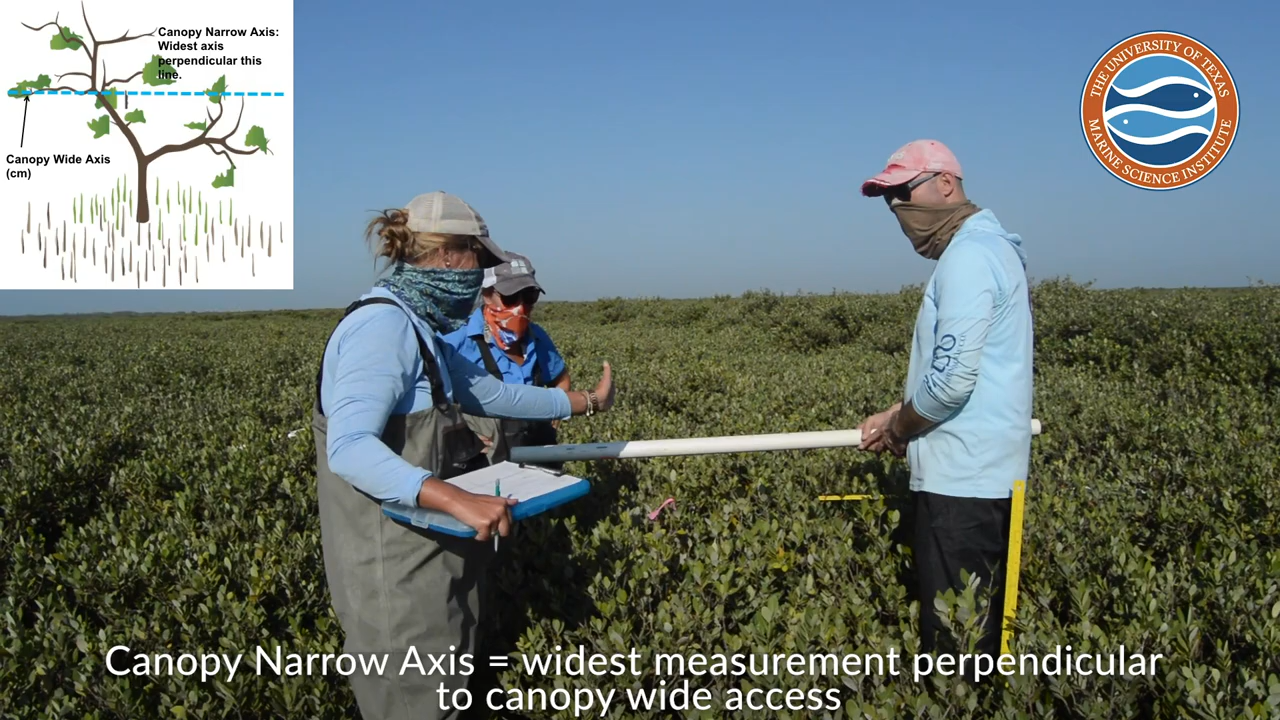 Canopy Narrow Axis:
Widest axis
perpendicular this
line.
Canopy Wide Axis
(cm)
THE UNIVERSITY OF TEXAS
MARINE SCIENCE INSTITUTE
Canopy Narrow Axis = widest measurement perpendicular
to canopy wide access